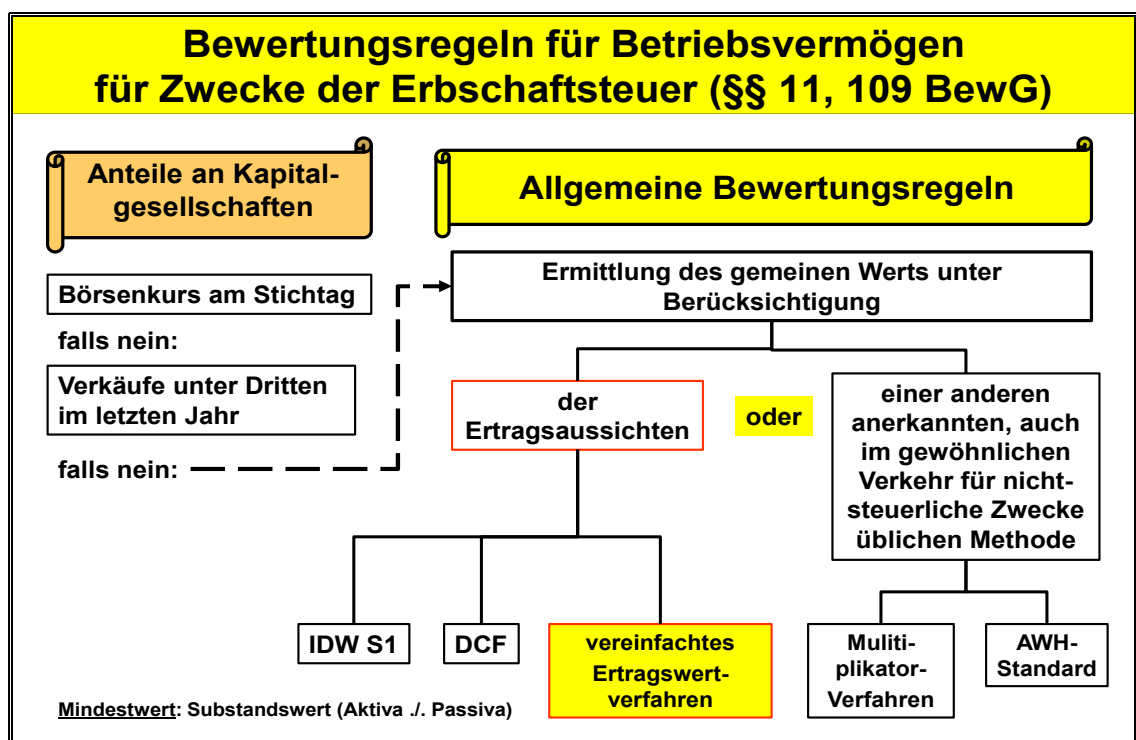 Bewertungsregeln für Betriebsvermögen
für Zwecke der Erbschaftsteuer (§§ 11, 109 BewG)
Anteile an Kapital-
gesellschaften
Börsenkurs am Stichtag
falls nein:
Verkäufe unter Dritten
im letzten Jahr
falls nein:
Allgemeine Bewertungsregeln
Ermittlung des gemeinen Werts unter
Berücksichtigung
der
Ertragsaussichten
oder
einer anderen
anerkannten, auch
im gewöhnlichen
Verkehr für nicht-
steuerliche Zwecke
üblichen Methode
IDW S1
DCF
vereinfachtes
Ertragswert-
verfahren
Muliti-
plikator-
Verfahren
AWH-
Standard
Mindestwert: Substandswert (Aktiva ./. Passiva)